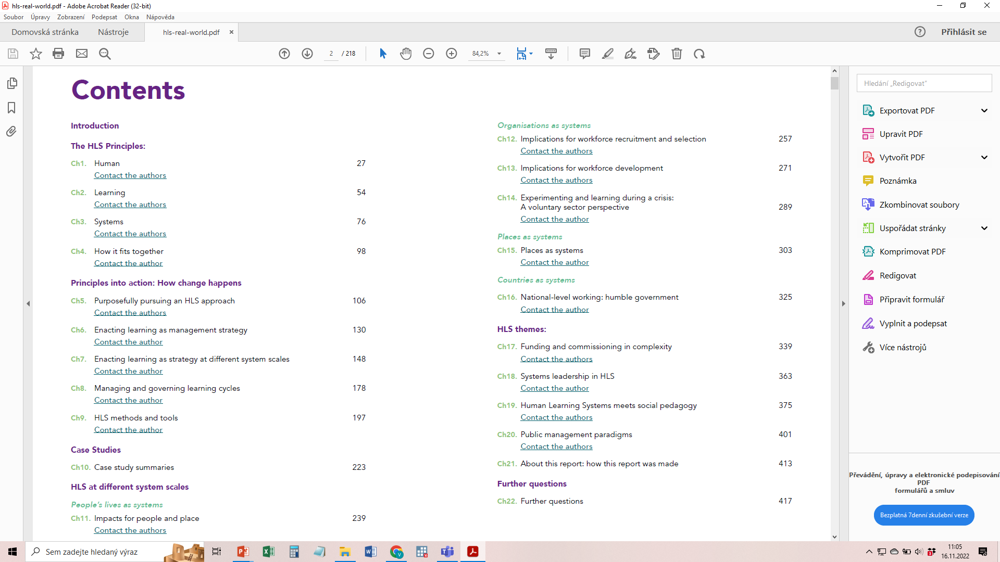 hls-real-world.pdf - Adobe Acrobat Reader (32-bit)
Soubor Úpravy Zobrazení Podepsat Okna Nápověda
Domovská stránka Nástroje hls-real-world.pdf × Přihlásit se
2 / 218 84,2%
Contents
Introduction
The HLS Principles:
Ch1. Human 27
Contact the authors
Ch2. Learning 54
Contact the authors
Ch3. Systems 76
Contact the authors
Ch4. How it fits together 98
Contact the author
Principles into action: How change happens
Ch5. Purposefully pursuing an HLS approach 106
Contact the authors
Ch6. Enacting learning as management strategy 130
Contact the author
Ch7. Enacting learning as strategy at different system scales 148
Contact the author
Ch8. Managing and governing learning cycles 178
Contact the author
Ch9. HLS methods and tools 197
Contact the author
Case Studies
Ch10. Case study summaries 223
HLS at different system scales
People's lives as systems
Ch11. Impacts for people and place 239
Contact the authors
Organisations as systems
Ch12. Implications for workforce recruitment and selection 257
Contact the authors
Ch13. Implications for workforce development 271
Contact the authors
Ch14. Experimenting and learning during a crisis:
A voluntary sector perspective 289
Contact the author
Places as systems
Ch15. Places as systems 303
Contact the author
Countries as systems
Ch16. National-level working: humble government 325
Contact the author
HLS themes:
Ch17. Funding and commissioning in complexity 339
Contact the authors
Ch18. Systems leadership in HLS 363
Contact the author
Ch19. Human Learning Systems meets social pedagogy 375
Contact the authors
Ch20. Public management paradigms 401
Contact the authors
Ch21. About this report: how this report was made 413
Further questions
Ch22. Further questions 417
Hledání „Redigovat"
Exportovat PDF
Upravit PDF
Vytvořit PDF
Poznámka
Zkombinovat soubory
Uspořádat stránky
Komprimovat PDF
Redigovat
Připravit formulář
Vyplnit a podepsat
Více nástrojů
Převádění, úpravy a elektronické podepisování
PDF
formulářů a smluv
Bezplatná 7denní zkušební verze
Sem zadejte hledaný výraz
11:05
16.11.2022